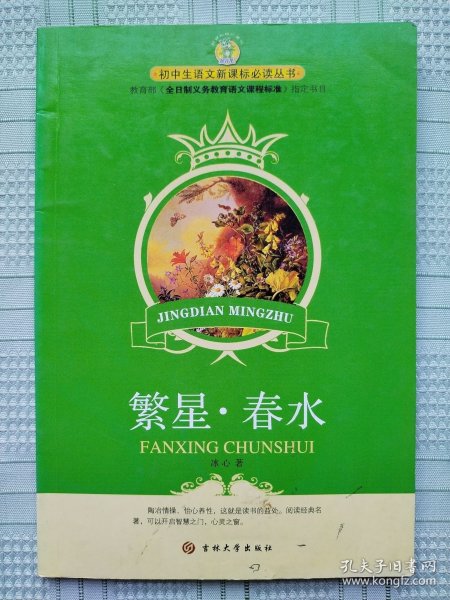 初中生语文新课标必读丛书
教育部《全日制义务教育语文课程标准》指定书目
JINGDIAN MINGZHU
繁星·春水
FANXING CHUNSHUI
冰心 著
陶冶情操、怡心养性，这就是读书的益处。阅读经典名
著，可以开启智慧之门，心灵之窗。
吉林大学出版社
孔夫子旧书网
www.kongfz.com